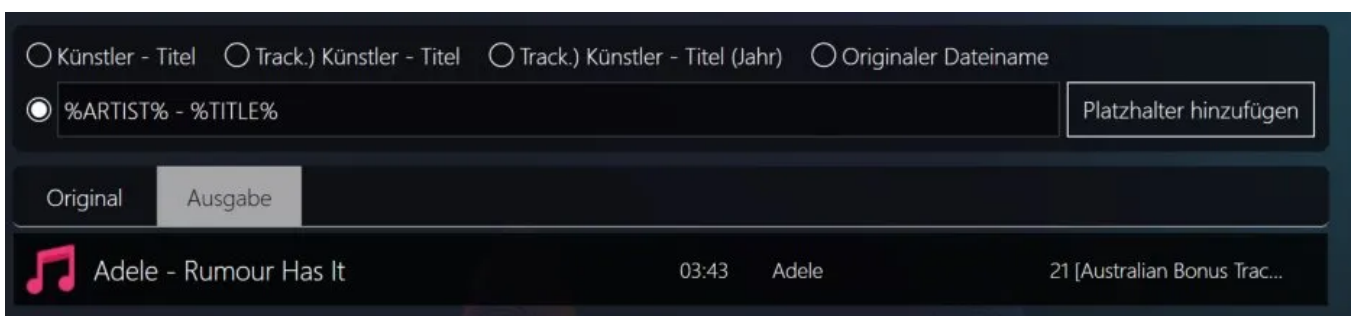 Künstler - Titel Track.) Künstler - Titel Track.) Künstler - Titel (Jahr) Originaler Dateiname
%ARTIST% - %TITLE% Platzhalter hinzufügen
Original Ausgabe
Adele - Rumour Has It 03:43 Adele 21 [Australian Bonus Trac...